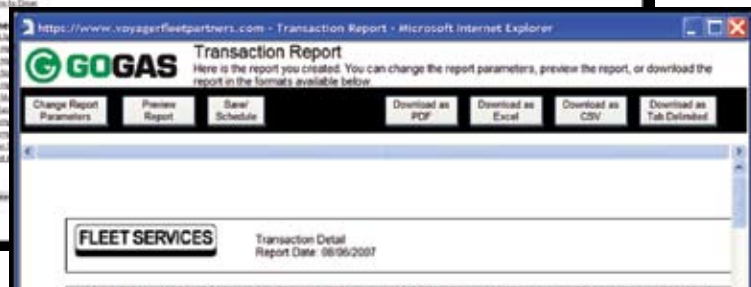 https://www.voyagerfleetpartners.com - Transaction Report - Microsoft Internet Explorer
GOGAS
Transaction Report
Here is the report you created. You can change the report parameters, preview the report, or download the
report in the formats available below.
Change Report Parameters Preview Report Save/ Schedule Download as PDF Download as Excel Download as CSV Download as Tab Delimited
FLEET SERVICES
Transaction Detail
Report Date: 08/06/2007